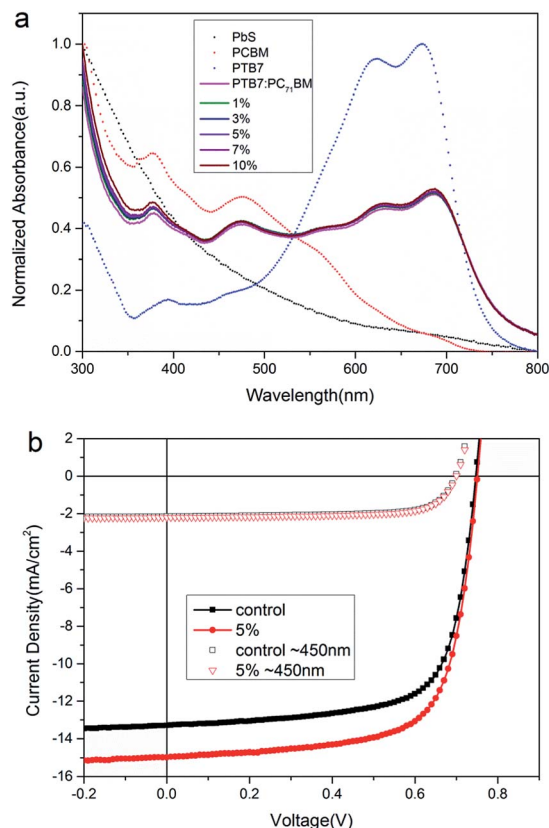 a
PbS
PCBM
PTB7
PTB7:PC71BM
1%
3%
5%
7%
10%
1.0
0.8
0.6
0.4
0.2
0.0
Normalized Absorbance(a.u.)
300 400 500 600 700 800
Wavelength(nm)
b
2
0
-2
-4
-6
-8
-10
-12
-14
-16
Current Density(mA/cm²)
control
5%
control ~450nm
5% ~450nm
-0.2 0.0 0.2 0.4 0.6 0.8
Voltage(V)